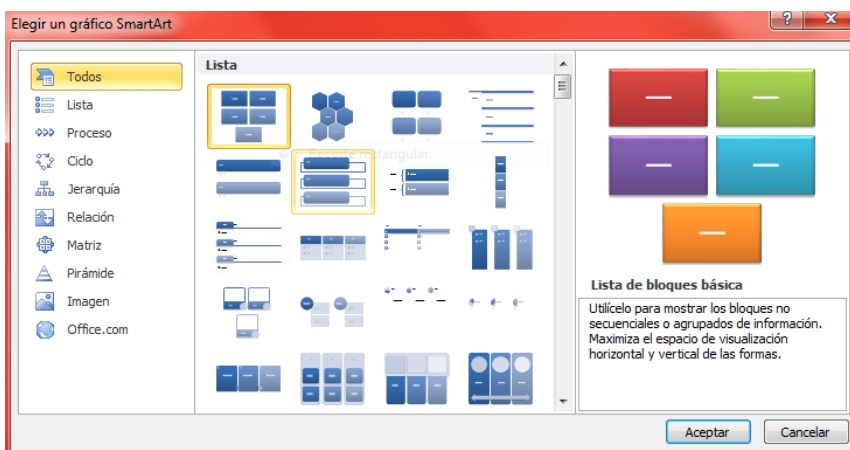 Elegir un gráfico SmartArt
Todos
Lista
Proceso
Ciclo
Jerarquía
Relación
Matriz
Pirámide
Imagen
Office.com
Lista
Recorte rectangular
Lista de bloques básica
Utilícelo para mostrar los bloques no
secuenciales o agrupados de información.
Maximiza el espacio de visualización
horizontal y vertical de las formas.
Aceptar
Cancelar